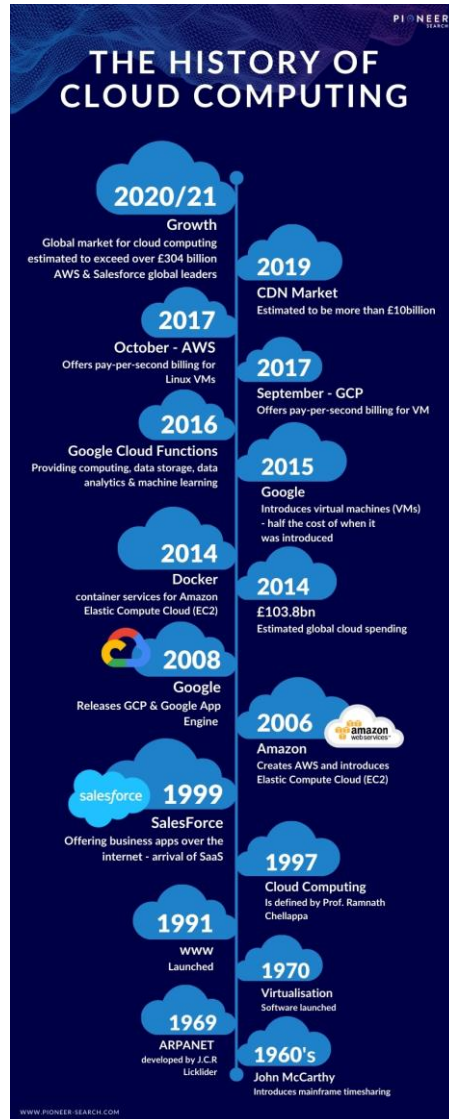 PIONEER
SEARCH
THE HISTORY OF
CLOUD COMPUTING
2020/21
Growth
Global market for cloud computing
estimated to exceed over £304 billion
AWS & Salesforce global leaders
2019
CDN Market
Estimated to be more than £10billion
2017
October - AWS
Offers pay-per-second billing for
Linux VMs
2017
September - GCP
Offers pay-per-second billing for VM
2016
Google Cloud Functions
Providing computing, data storage, data
analytics & machine learning
2015
Google
Introduces virtual machines (VMs)
- half the cost of when it
was introduced
2014
Docker
container services for Amazon
Elastic Compute Cloud (EC2)
2014
£103.8bn
Estimated global cloud spending
2008
Google
Releases GCP & Google App
Engine
2006
amazon
webservices™
Amazon
Creates AWS and introduces
Elastic Compute Cloud (EC2)
salesforce
1999
SalesForce
Offering business apps over the
internet - arrival of SaaS
1997
Cloud Computing
Is defined by Prof. Ramnath
Chellappa
1991
www
Launched
1970
Virtualisation
Software launched
1969
ARPANET
developed by J.C.R
Licklider
1960's
John McCarthy
Introduces mainframe timesharing
WWW.PIONEER-SEARCH.COM